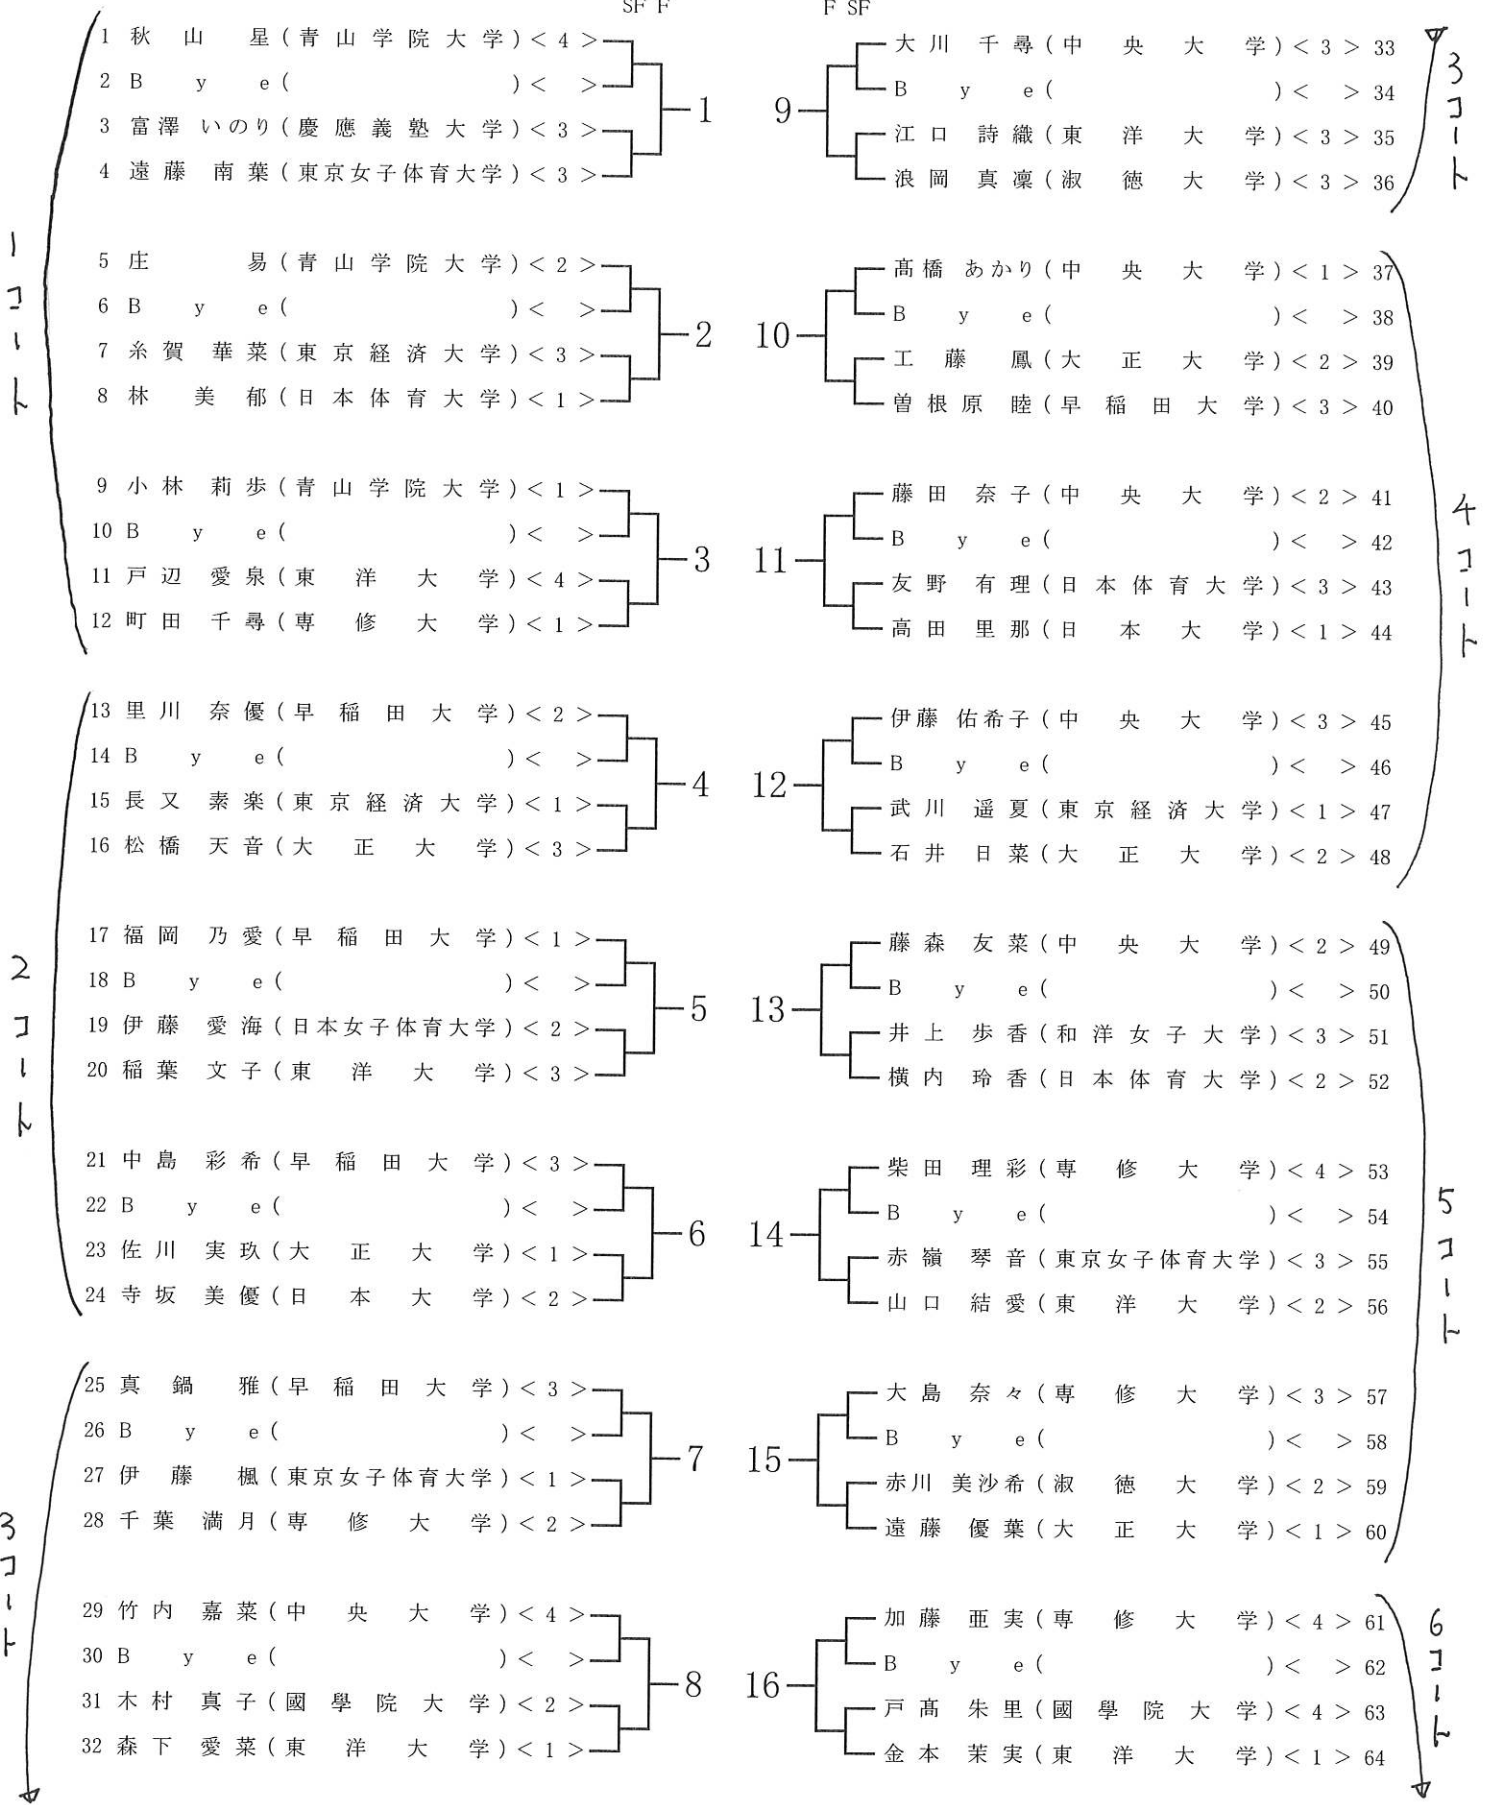 SF F
1 秋山 星(青山学院大学)< 4 >
2 Bye( )< >
3 富澤 いのり(慶應義塾大学)< 3 >
4 遠藤 南葉(東京女子体育大学)< 3 >
1
5 庄 易(青山学院大学)< 2 >
6 Bye( )< >
7 糸賀 華菜(東京経済大学)< 3 >
8 林 美郁(日本体育大学)< 1 >
2
9 小林 莉歩(青山学院大学)< 1 >
10 Bye( )< >
11 戸辺 愛泉(東洋大学)< 4 >
12 町田 千尋(専修大学)< 1 >
3
1コート
13 里川 奈優(早稲田大学)< 2 >
14 Bye( )< >
15 長又 素楽(東京経済大学)< 1 >
16 松橋 天音(大正大学)< 3 >
4
17 福岡 乃愛(早稲田大学)< 1 >
18 Bye( )< >
19 伊藤 愛海(日本女子体育大学)< 2 >
20 稲葉 文子(東洋大学)< 3 >
5
21 中島 彩希(早稲田大学)< 3 >
22 Bye( )< >
23 佐川 実玖(大正大学)< 1 >
24 寺坂 美優(日本大学)< 2 >
6
2コート
25 真鍋 雅(早稲田大学)< 3 >
26 Bye( )< >
27 伊藤 楓(東京女子体育大学)< 1 >
28 千葉 満月(専修大学)< 2 >
7
29 竹内 嘉菜(中央大学)< 4 >
30 Bye( )< >
31 木村 真子(國學院大学)< 2 >
32 森下 愛菜(東洋大学)< 1 >
8
3コート
F SF
大川 千尋(中央大学)< 3 > 33
Bye( )< > 34
江口 詩織(東洋大学)< 3 > 35
浪岡 真凜(淑徳大学)< 3 > 36
9
3コート
髙橋 あかり(中央大学)< 1 > 37
Bye( )< > 38
工藤 鳳(大正大学)< 2 > 39
曽根原 睦(早稲田大学)< 3 > 40
10
藤田 奈子(中央大学)< 2 > 41
Bye( )< > 42
友野 有理(日本体育大学)< 3 > 43
高田 里那(日本大学)< 1 > 44
11
伊藤 佑希子(中央大学)< 3 > 45
Bye( )< > 46
武川 遥夏(東京経済大学)< 1 > 47
石井 日菜(大正大学)< 2 > 48
12
4コート
藤森 友菜(中央大学)< 2 > 49
Bye( )< > 50
井上 歩香(和洋女子大学)< 3 > 51
横内 玲香(日本体育大学)< 2 > 52
13
柴田 理彩(専修大学)< 4 > 53
Bye( )< > 54
赤嶺 琴音(東京女子体育大学)< 3 > 55
山口 結愛(東洋大学)< 2 > 56
14
大島 奈々(専修大学)< 3 > 57
Bye( )< > 58
赤川 美沙希(淑徳大学)< 2 > 59
遠藤 優葉(大正大学)< 1 > 60
15
5コート
加藤 亜実(専修大学)< 4 > 61
Bye( )< > 62
戸髙 朱里(國學院大学)< 4 > 63
金本 茉実(東洋大学)< 1 > 64
16
6コート